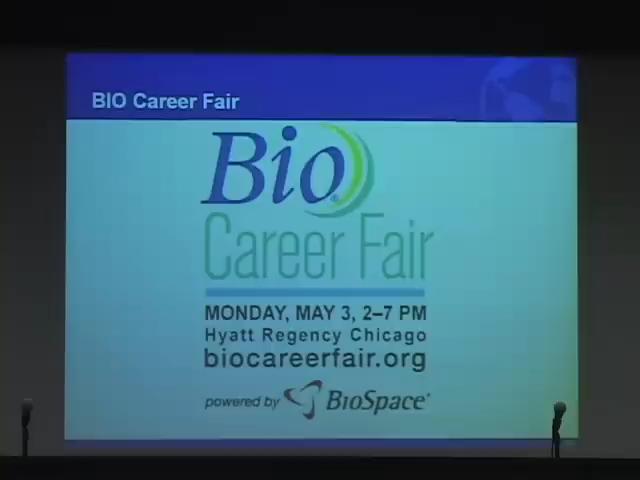 BIO Career Fair
Bio®
Career Fair
MONDAY, MAY 3, 2–7 PM
Hyatt Regency Chicago
biocareerfair.org
powered by BIOSPACE®